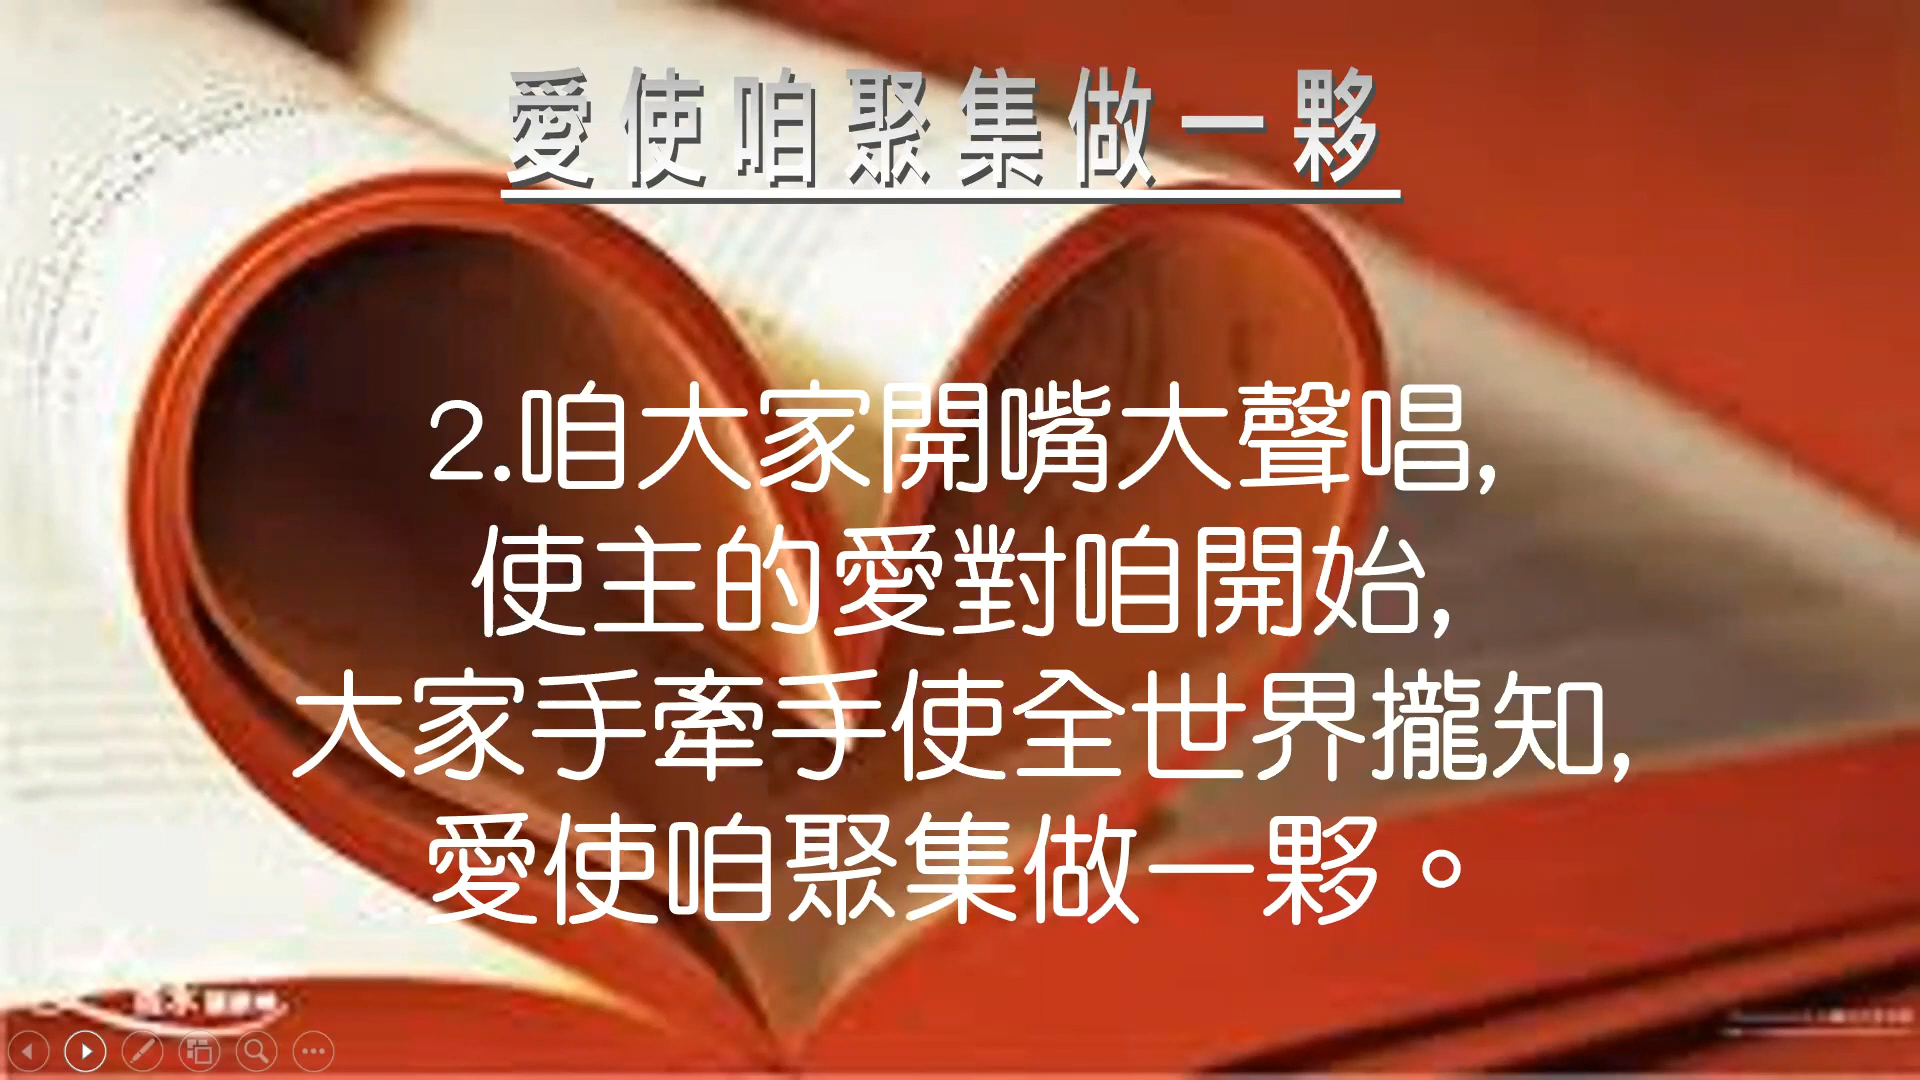 愛使咱聚集做一夥
2.咱大家開嘴大聲唱,
使主的愛對咱開始,
大家手牽手使全世界攏知,
愛使咱聚集做一夥。